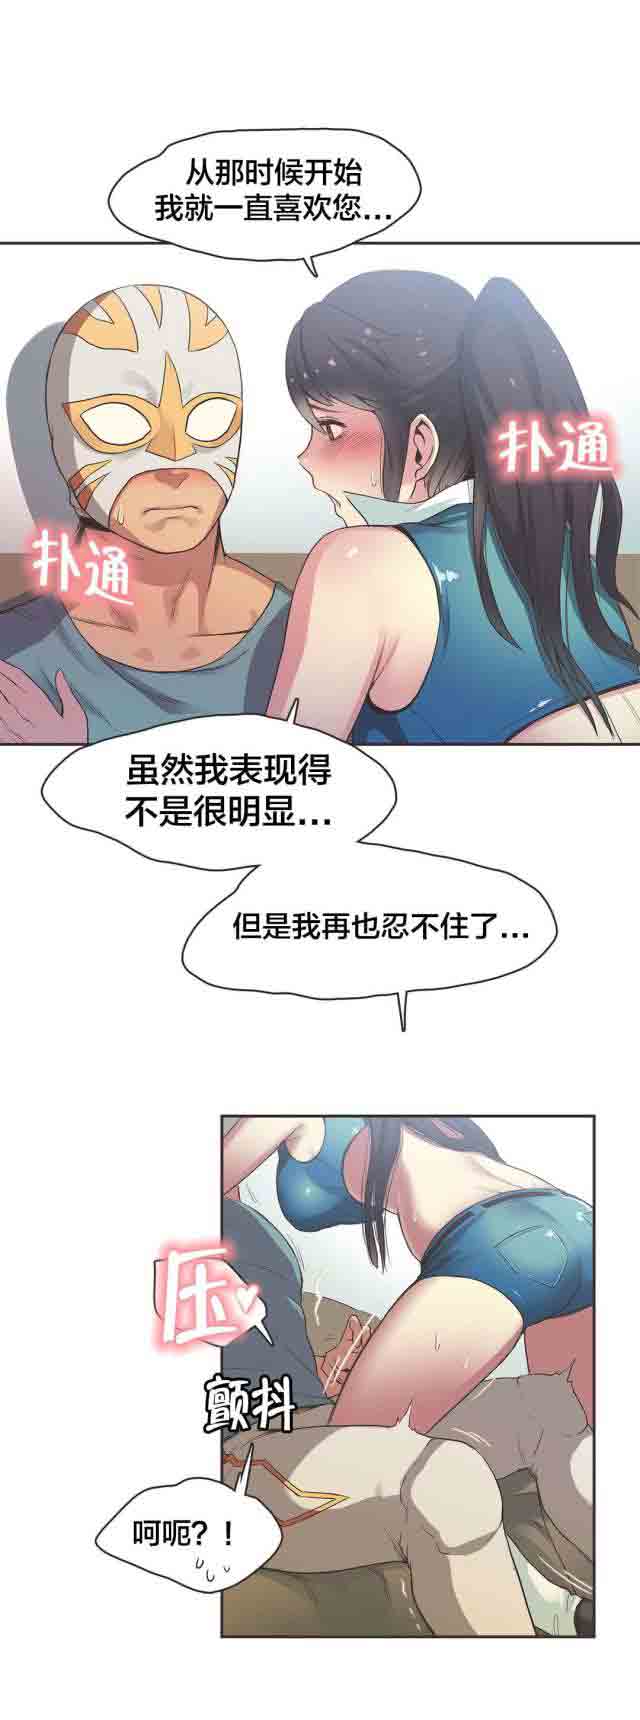 从那时候开始
我就一直喜欢您...
扑通
扑通
虽然我表现得
不是很明显...
但是我再也忍不住了...
压
颤抖
呵呃？！